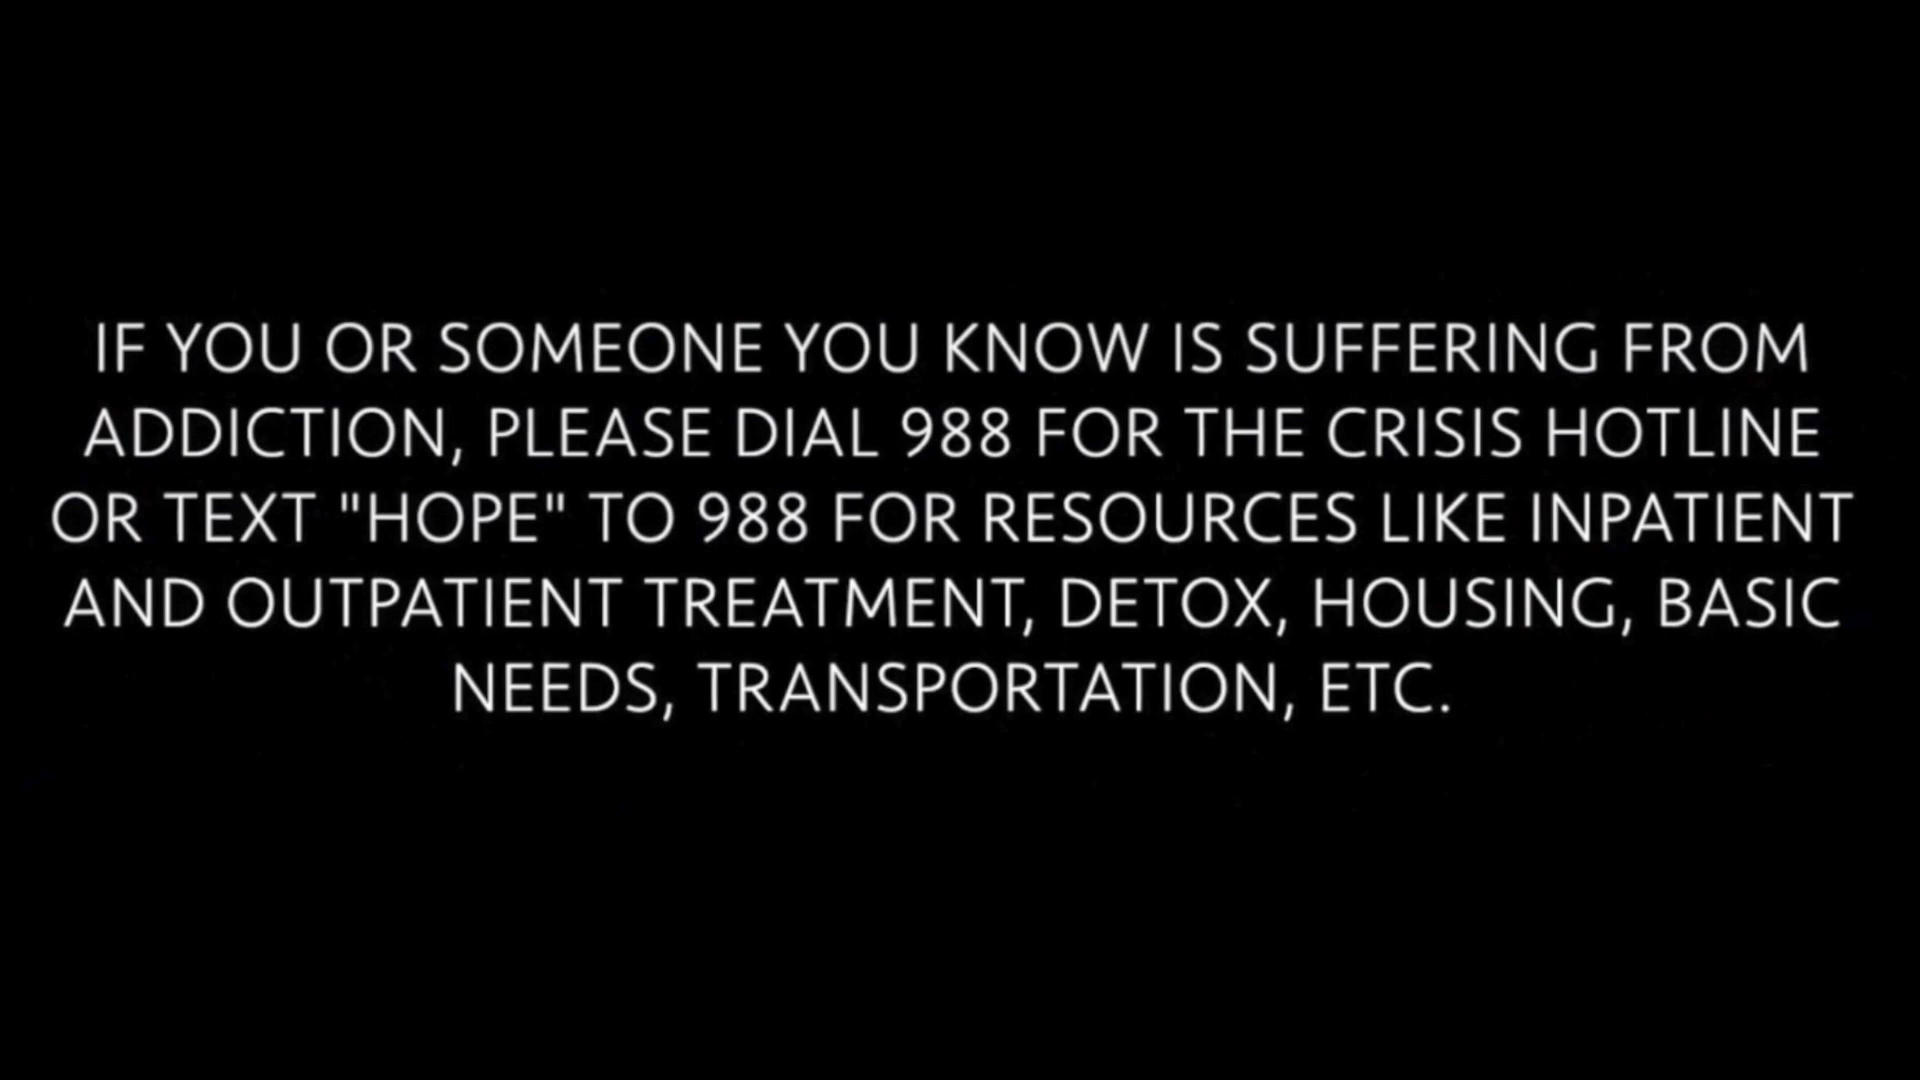 IF YOU OR SOMEONE YOU KNOW IS SUFFERING FROM
ADDICTION, PLEASE DIAL 988 FOR THE CRISIS HOTLINE
OR TEXT "HOPE" TO 988 FOR RESOURCES LIKE INPATIENT
AND OUTPATIENT TREATMENT, DETOX, HOUSING, BASIC
NEEDS, TRANSPORTATION, ETC.